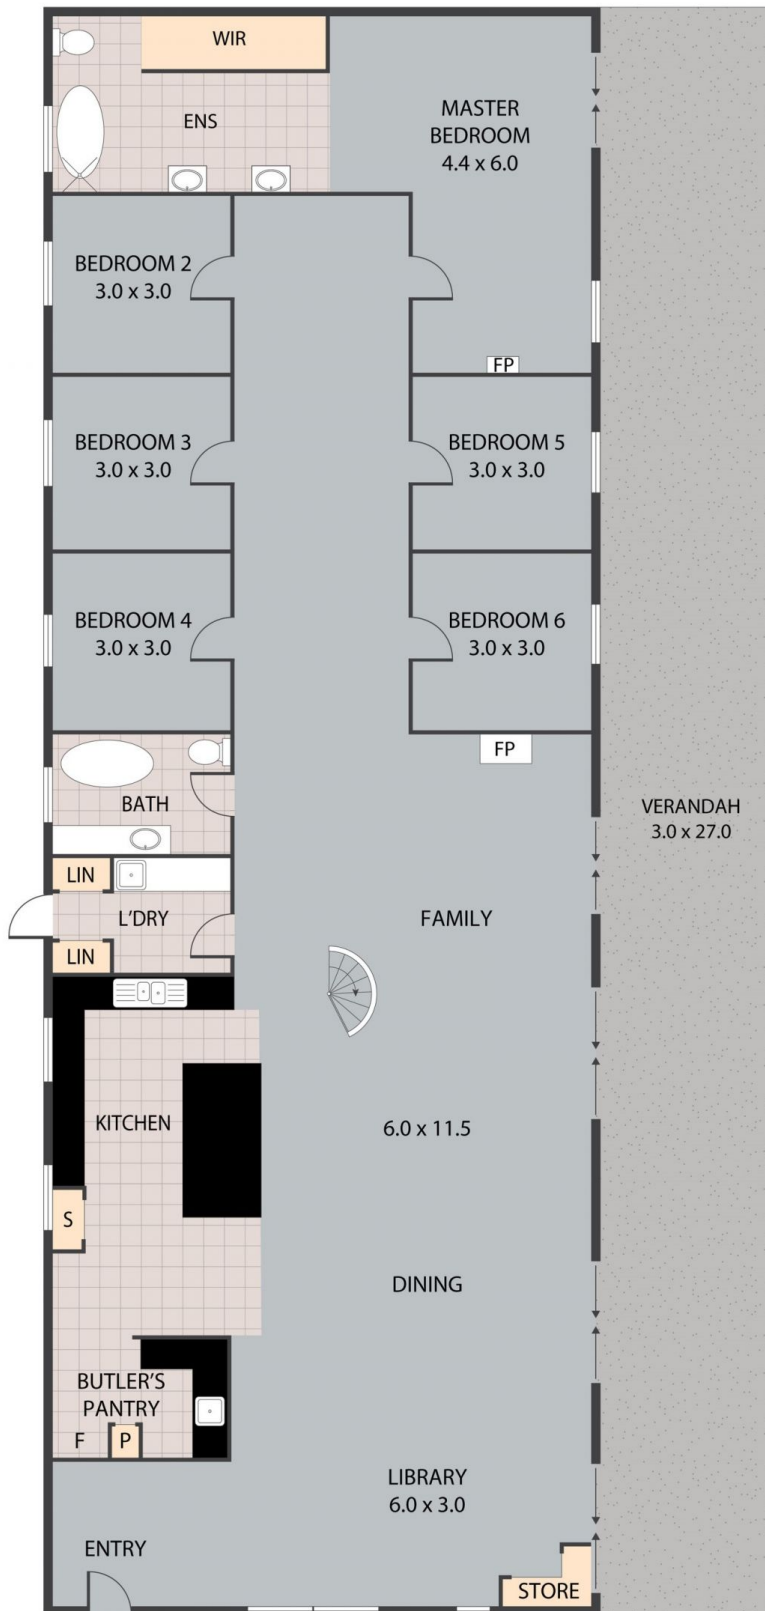 WIR
ENS
MASTER
BEDROOM
4.4 x 6.0
BEDROOM 2
3.0 x 3.0
FP
BEDROOM 3
3.0 x 3.0
BEDROOM 5
3.0 x 3.0
BEDROOM 4
3.0 x 3.0
BEDROOM 6
3.0 x 3.0
FP
BATH
VERANDAH
3.0 x 27.0
LIN
L'DRY
LIN
FAMILY
KITCHEN
6.0 x 11.5
S
DINING
BUTLER'S
PANTRY
F
P
LIBRARY
6.0 x 3.0
ENTRY
STORE